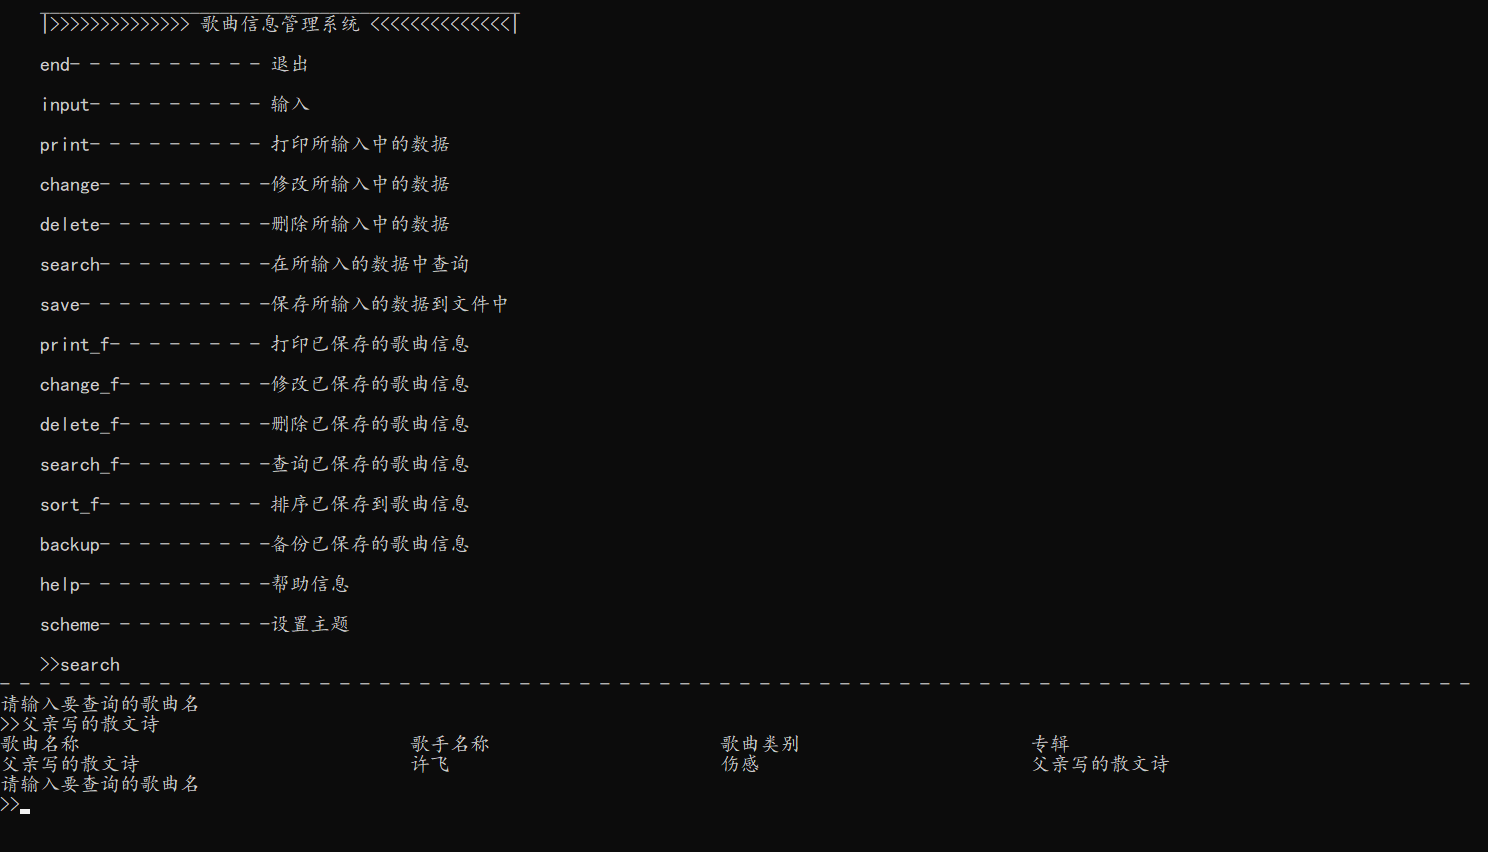 |>>>>>>>>>>>>>> 歌曲信息管理系统 <<<<<<<<<<<<<<|
end- - - - - - - - - - 退出
input- - - - - - - - - 输入
print- - - - - - - - - 打印所输入中的数据
change- - - - - - - - -修改所输入中的数据
delete- - - - - - - - -删除所输入中的数据
search- - - - - - - - -在所输入的数据中查询
save- - - - - - - - - -保存所输入的数据到文件中
print_f- - - - - - - - 打印已保存的歌曲信息
change_f- - - - - - - -修改已保存的歌曲信息
delete_f- - - - - - - -删除已保存的歌曲信息
search_f- - - - - - - -查询已保存的歌曲信息
sort_f- - - - -- - - - 排序已保存到歌曲信息
backup- - - - - - - - -备份已保存的歌曲信息
help- - - - - - - - - -帮助信息
scheme- - - - - - - - -设置主题
>>search
- - - - - - - - - - - - - - - - - - - - - - - - - - - - - - - - - - - - - - - - - - - - - - - - - - - - - - - - - - - - - - - - - - - - - - - - - -
请输入要查询的歌曲名
>>父亲写的散文诗
歌曲名称 歌手名称 歌曲类别 专辑
父亲写的散文诗 许飞 伤感 父亲写的散文诗
请输入要查询的歌曲名
>>